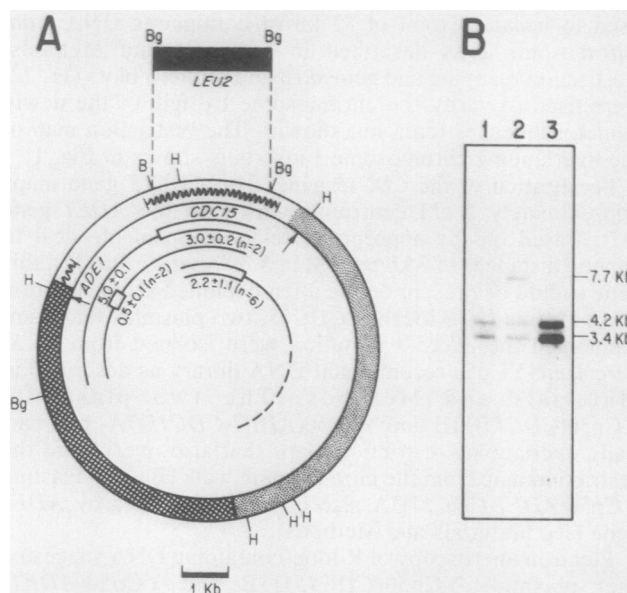 A
B
Bg
Bg
LEU2
B
H
Bg
H
CDC15
ADE1
3.0±0.2 (n=2)
5.0±0.1
0.5±0.1 (n=2)
2.2±1.1 (n=6)
H
Bg
H
H
H
H
1 Kb
1 2 3
7.7 Kb
4.2 Kb
3.4 Kb